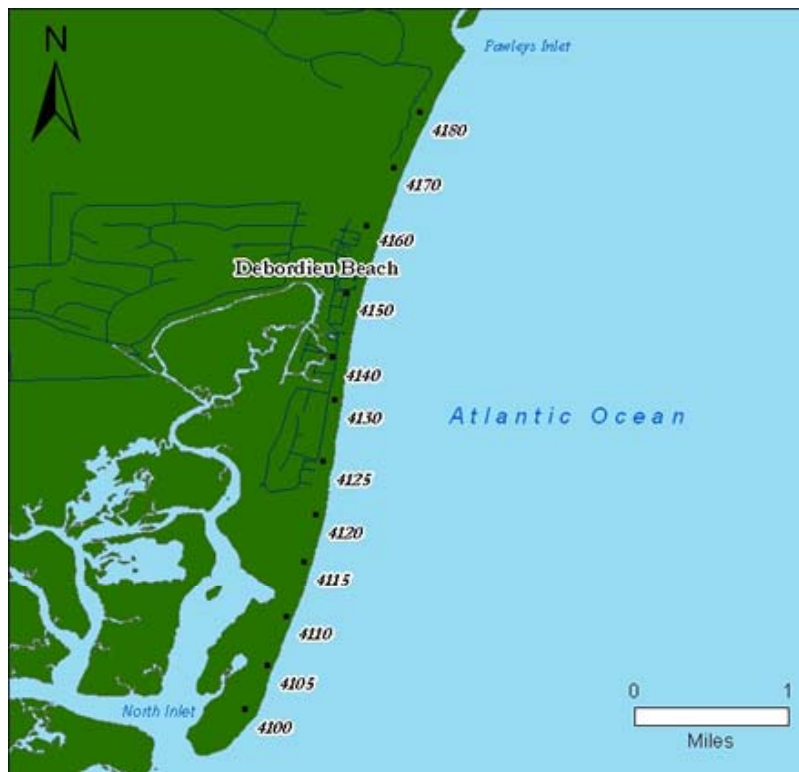 N
Pawleys Inlet
4180
4170
4160
Debordieu Beach
4150
4140
4130
Atlantic Ocean
4125
4120
4115
4110
4105
0 1
North Inlet
4100
Miles